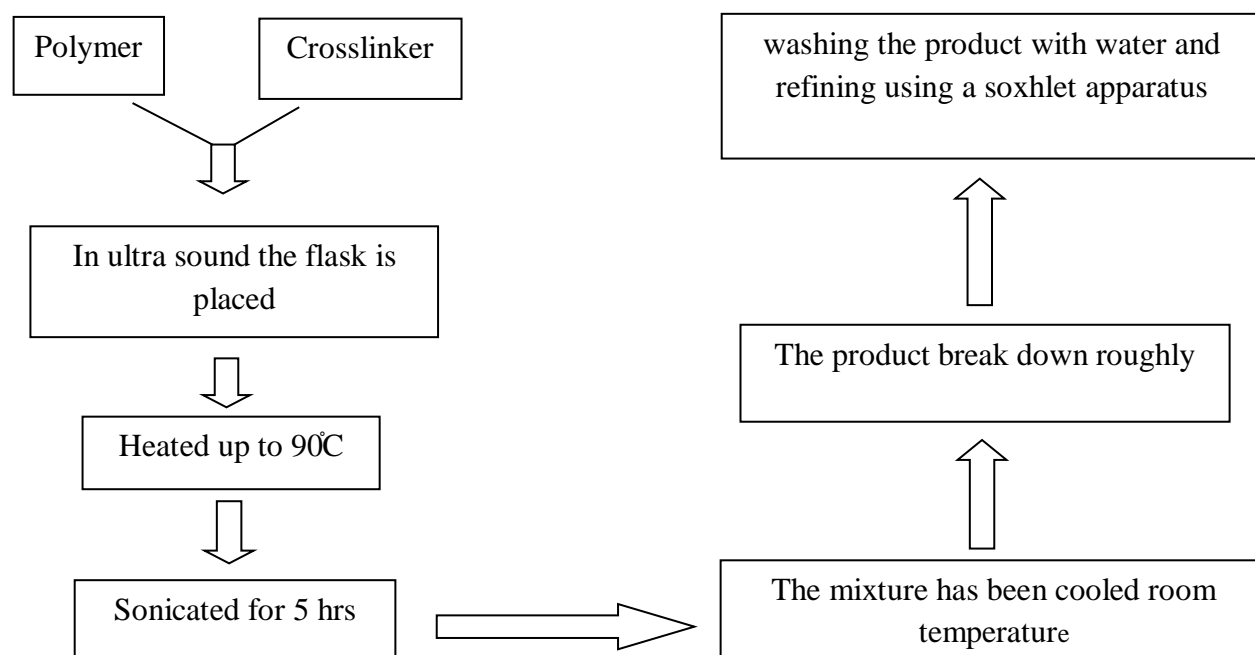 Polymer
Crosslinker
In ultra sound the flask is
placed
Heated up to 90℃
Sonicated for 5 hrs
The mixture has been cooled room
temperature
The product break down roughly
washing the product with water and
refining using a soxhlet apparatus